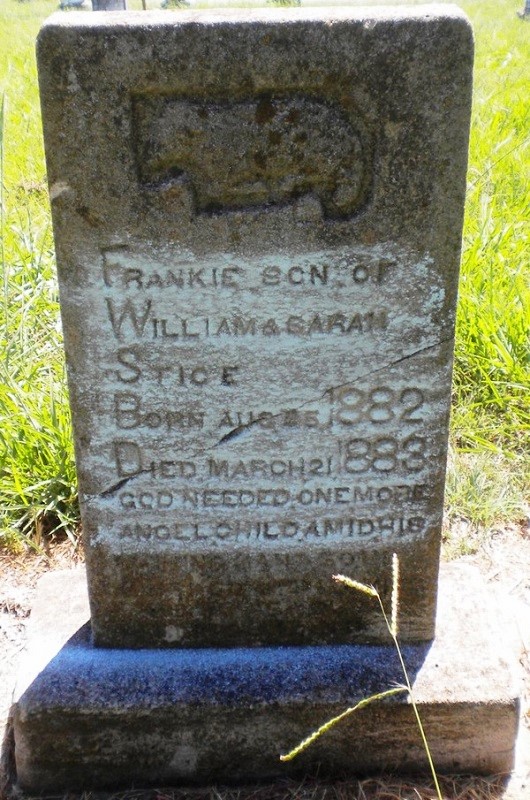 FRANKIE SON OF
WILLIAM & SARAH
STICE
BORN AUG 25, 1882
DIED MARCH 21 1883
GOD NEEDED ONE MORE
ANGEL CHILD AMID HIS